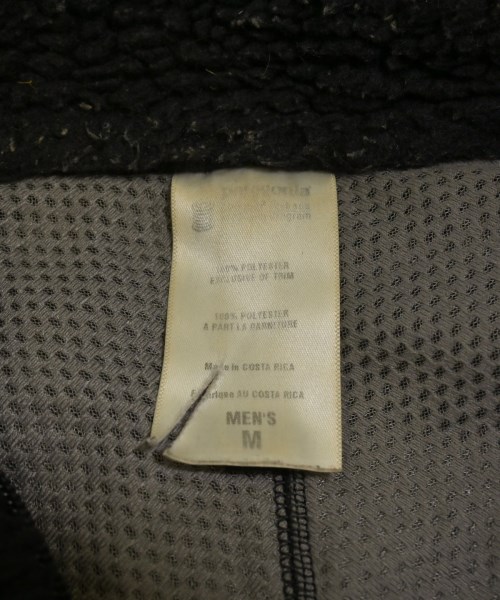 patagonia
100% POLYESTER
EXCLUSIVE OF TRIM
100% POLYESTER
A PART LA GARNITURE
Made in COSTA RICA
AU COSTA RICA
MEN'S
M